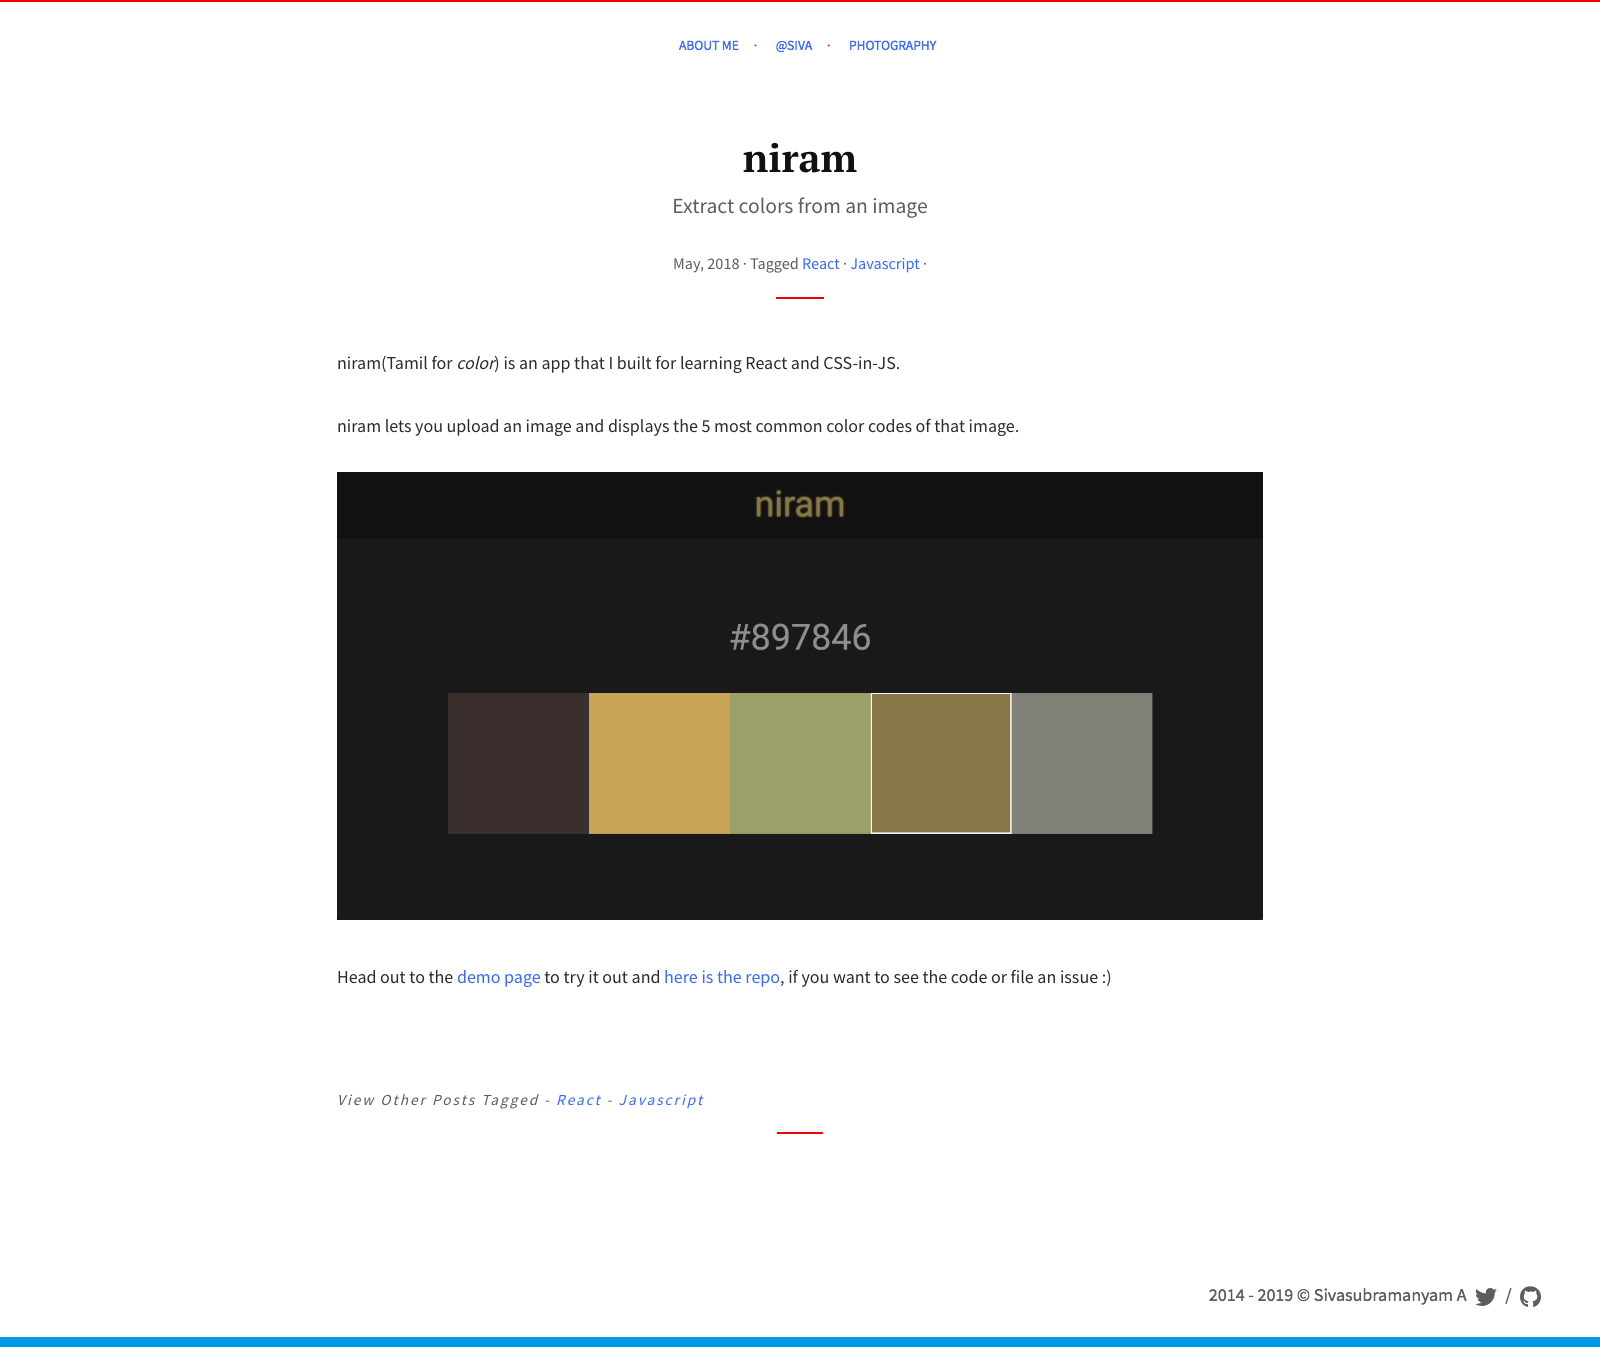 ABOUT ME · @SIVA · PHOTOGRAPHY
niram
Extract colors from an image
May, 2018 · Tagged React · Javascript ·
niram(Tamil for color) is an app that I built for learning React and CSS-in-JS.
niram lets you upload an image and displays the 5 most common color codes of that image.
niram
#897846
Head out to the demo page to try it out and here is the repo, if you want to see the code or file an issue :)
View Other Posts Tagged - React - Javascript
2014 - 2019 © Sivasubramanyam A /